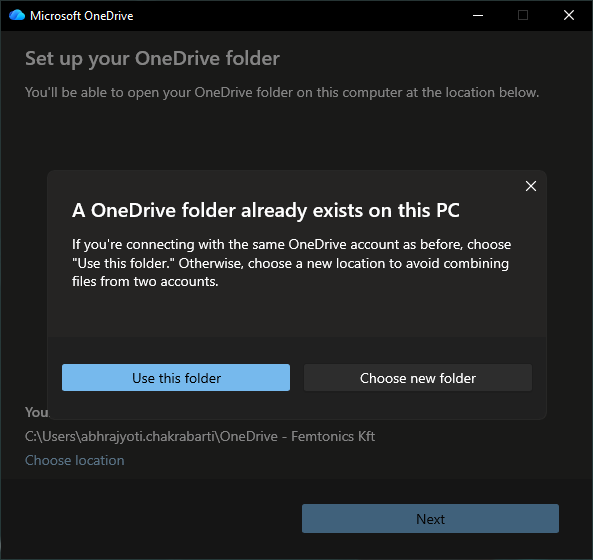 Microsoft OneDrive
Set up your OneDrive folder
You'll be able to open your OneDrive folder on this computer at the location below.
A OneDrive folder already exists on this PC
If you're connecting with the same OneDrive account as before, choose
"Use this folder." Otherwise, choose a new location to avoid combining
files from two accounts.
Use this folder
Choose new folder
C:\Users\abhrajyoti.chakrabarti\OneDrive - Femtonics Kft
Choose location
Next